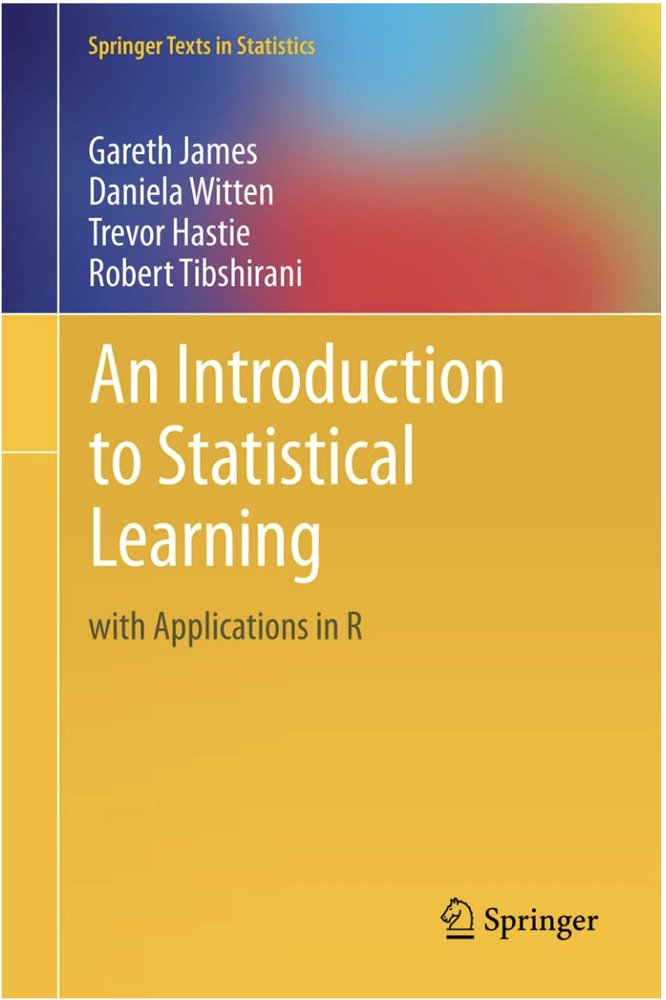 Springer Texts in Statistics
Gareth James
Daniela Witten
Trevor Hastie
Robert Tibshirani
An Introduction
to Statistical
Learning
with Applications in R
Springer